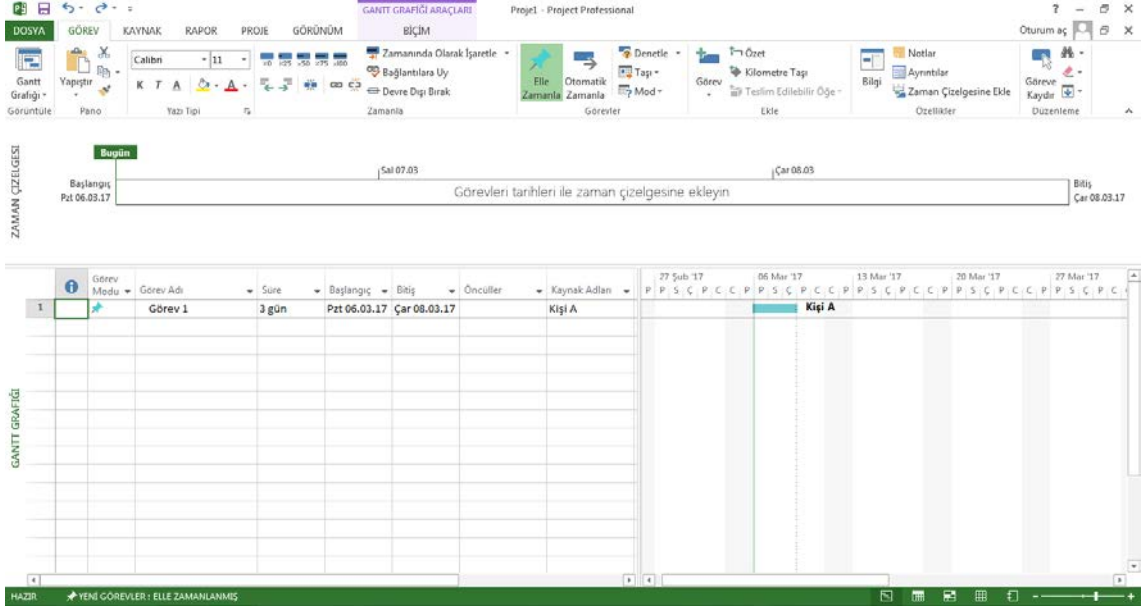 GANTT GRAFİĞİ ARAÇLARI
Proje1 - Project Professional
DOSYA GÖREV KAYNAK RAPOR PROJE GÖRÜNÜM BİÇİM Oturum aç
Gantt Grafiği
Görüntüle
Yapıştır
Pano
Calibri 11
K T A
Yazı Tipi
Zamanında Olarak İşaretle
Bağlantılara Uy
Devre Dışı Bırak
Zamanla
Elle Zamanla
Otomatik Zamanla
Denetle
Taşı
Mod
Görevler
Görev
Özet
Kilometre Taşı
Teslim Edilebilir Öğe
Ekle
Bilgi
Notlar
Ayrıntılar
Zaman Çizelgesine Ekle
Özellikler
Göreve Kaydır
Düzenleme
ZAMAN ÇİZELGESİ
Bugün
Sal 07.03 Çar 08.03
Başlangıç
Pzt 06.03.17
Görevleri tarihleri ile zaman çizelgesine ekleyin
Bitiş
Çar 08.03.17
GANTT GRAFİĞİ
Görev Modu Görev Adı Süre Başlangıç Bitiş Öncüller Kaynak Adları
27 Şub '17 06 Mar '17 13 Mar '17 20 Mar '17 27 Mar '17
P P S Ç P C C P P S Ç P C C P P S Ç P C C P P S Ç P C C P P S Ç P C
1 Görev 1 3 gün Pzt 06.03.17 Çar 08.03.17 Kişi A
Kişi A
HAZIR YENİ GÖREVLER : ELLE ZAMANLANMIŞ